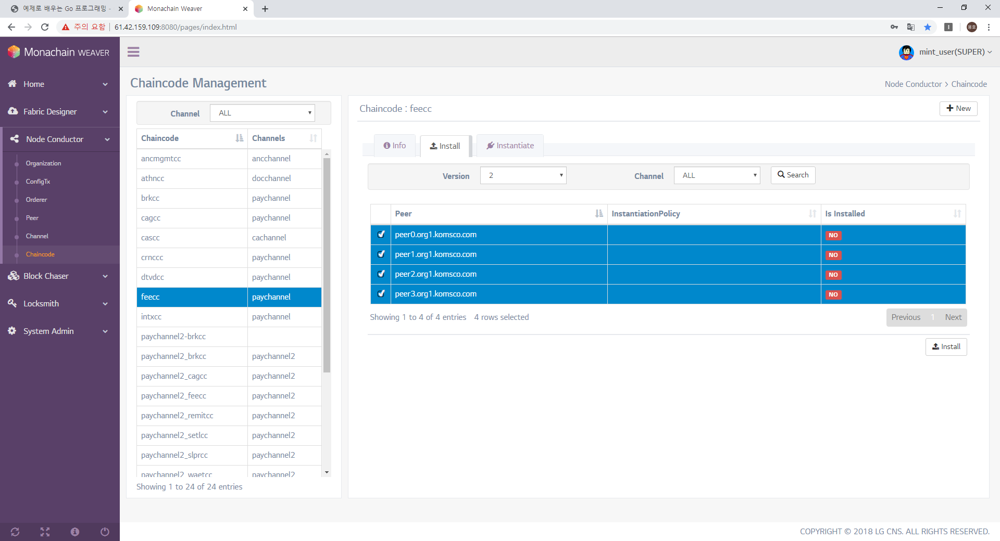 예제로 배우는 Go 프로그래밍 -
Monachain Weaver
주의 요함
61.42.159.109:8080/pages/index.html
용호
Monachain WEAVER
mint_user(SUPER)
Home
Fabric Designer
Node Conductor
Organization
ConfigTx
Orderer
Peer
Channel
Chaincode
Block Chaser
Locksmith
System Admin
Chaincode Management
Node Conductor > Chaincode
Channel ALL
Chaincode Channels
ancmgmtcc ancchannel
athncc docchannel
brkcc paychannel
cagcc paychannel
cascc cachannel
crnccc paychannel
dtvdcc paychannel
feecc paychannel
intxcc paychannel
paychannel2-brkcc
paychannel2_brkcc paychannel2
paychannel2_cagcc paychannel2
paychannel2_feecc paychannel2
paychannel2_remitcc paychannel2
paychannel2_setlcc paychannel2
paychannel2_slprcc paychannel2
paychannel2_waetcc paychannel2
Showing 1 to 24 of 24 entries
Chaincode : feecc
New
Info
Install
Instantiate
Version 2 Channel ALL Search
Peer InstantiationPolicy Is Installed
peer0.org1.komsco.com NO
peer1.org1.komsco.com NO
peer2.org1.komsco.com NO
peer3.org1.komsco.com NO
Showing 1 to 4 of 4 entries 4 rows selected
Previous 1 Next
Install
COPYRIGHT © 2018 LG CNS. ALL RIGHTS RESERVED.